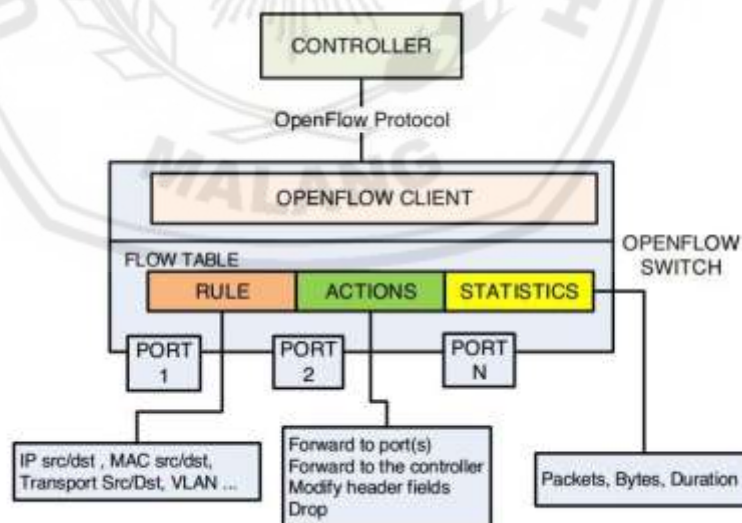 CONTROLLER
OpenFlow Protocol
MALANG
OPENFLOW CLIENT
OPENFLOW
SWITCH
FLOW TABLE
RULE ACTIONS STATISTICS
PORT
1
PORT
2
PORT
N
IP src/dst , MAC src/dst,
Transport Src/Dst, VLAN ...
Forward to port(s)
Forward to the controller
Modify header fields
Drop
Packets, Bytes, Duration